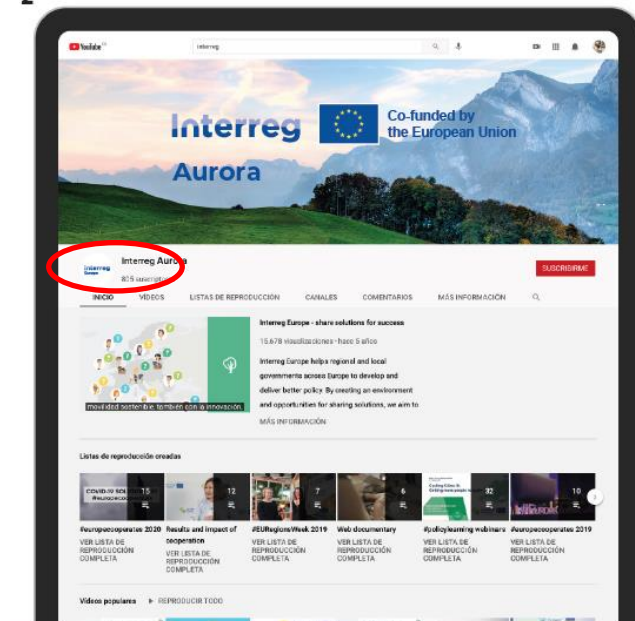 YouTube
interreg
Interreg
Aurora
Co-funded by
the European Union
Interreg Aurora
805 suscriptores
SUSCRIBIRME
INICIO VÍDEOS LISTAS DE REPRODUCCIÓN CANALES COMENTARIOS MÁS INFORMACIÓN
Interreg Europe - share solutions for success
15.678 visualizaciones · hace 5 años
Interreg Europe helps regional and local
governments across Europe to develop and
deliver better policy. By creating an environment
and opportunities for sharing solutions, we aim to
MÁS INFORMACIÓN
movilidad sostenible, también con la innovación.
Listas de reproducción creadas
15 12 7 6 32 10
#europecooperates 2020
VER LISTA DE
REPRODUCCIÓN
COMPLETA
Results and impact of
cooperation
VER LISTA DE
REPRODUCCIÓN
COMPLETA
#EURegionsWeek 2019
VER LISTA DE
REPRODUCCIÓN
COMPLETA
Web documentary
VER LISTA DE
REPRODUCCIÓN
COMPLETA
#policylearning webinars
VER LISTA DE
REPRODUCCIÓN
COMPLETA
#europecooperates 2019
VER LISTA DE
REPRODUCCIÓN
COMPLETA
Vídeos populares REPRODUCIR TODO